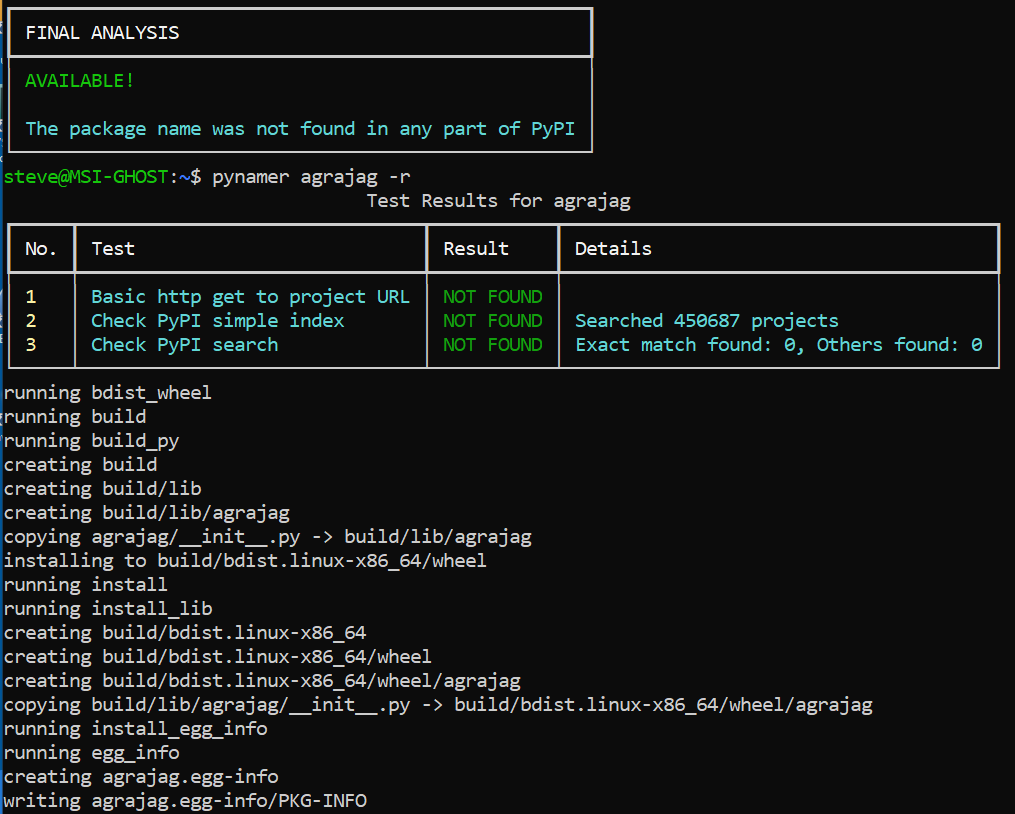 FINAL ANALYSIS
AVAILABLE!
The package name was not found in any part of PyPI
steve@MSI-GHOST:~$ pynamer agrajag -r
Test Results for agrajag
No. Test Result Details
1 Basic http get to project URL NOT FOUND
2 Check PyPI simple index NOT FOUND Searched 450687 projects
3 Check PyPI search NOT FOUND Exact match found: 0, Others found: 0
running bdist_wheel
running build
running build_py
creating build
creating build/lib
creating build/lib/agrajag
copying agrajag/__init__.py -> build/lib/agrajag
installing to build/bdist.linux-x86_64/wheel
running install
running install_lib
creating build/bdist.linux-x86_64
creating build/bdist.linux-x86_64/wheel
creating build/bdist.linux-x86_64/wheel/agrajag
copying build/lib/agrajag/__init__.py -> build/bdist.linux-x86_64/wheel/agrajag
running install_egg_info
running egg_info
creating agrajag.egg-info
writing agrajag.egg-info/PKG-INFO